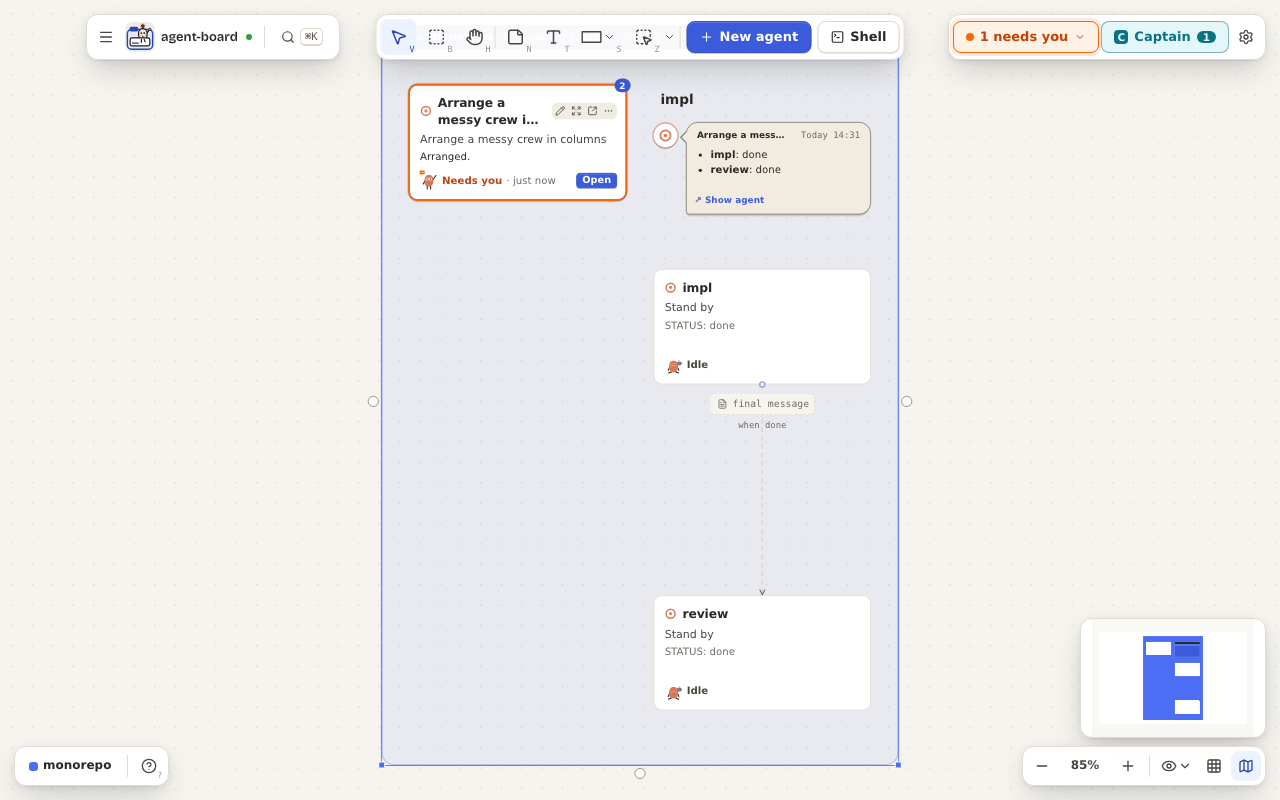 agent-board
⌘K
V
B
H
N
T
S
Z
+ New agent
Shell
1 needs you
C Captain 1
2
Arrange a
messy crew i…
Arrange a messy crew in columns
Arranged.
Needs you · just now
Open
impl
Arrange a mess… Today 14:31
• impl: done
• review: done
↗ Show agent
impl
Stand by
STATUS: done
Idle
final message
when done
review
Stand by
STATUS: done
Idle
monorepo
?
85%